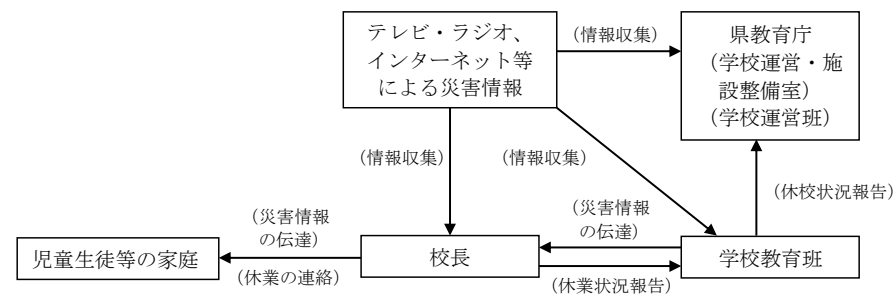 テレビ・ラジオ、
インターネット等
による災害情報
(情報収集)
県教育庁
(学校運営・施
設整備室)
(学校運営班)
(情報収集)
(情報収集)
(休校状況報告)
(災害情報
の伝達)
(災害情報
の伝達)
児童生徒等の家庭
校長
学校教育班
(休業の連絡)
(休業状況報告)